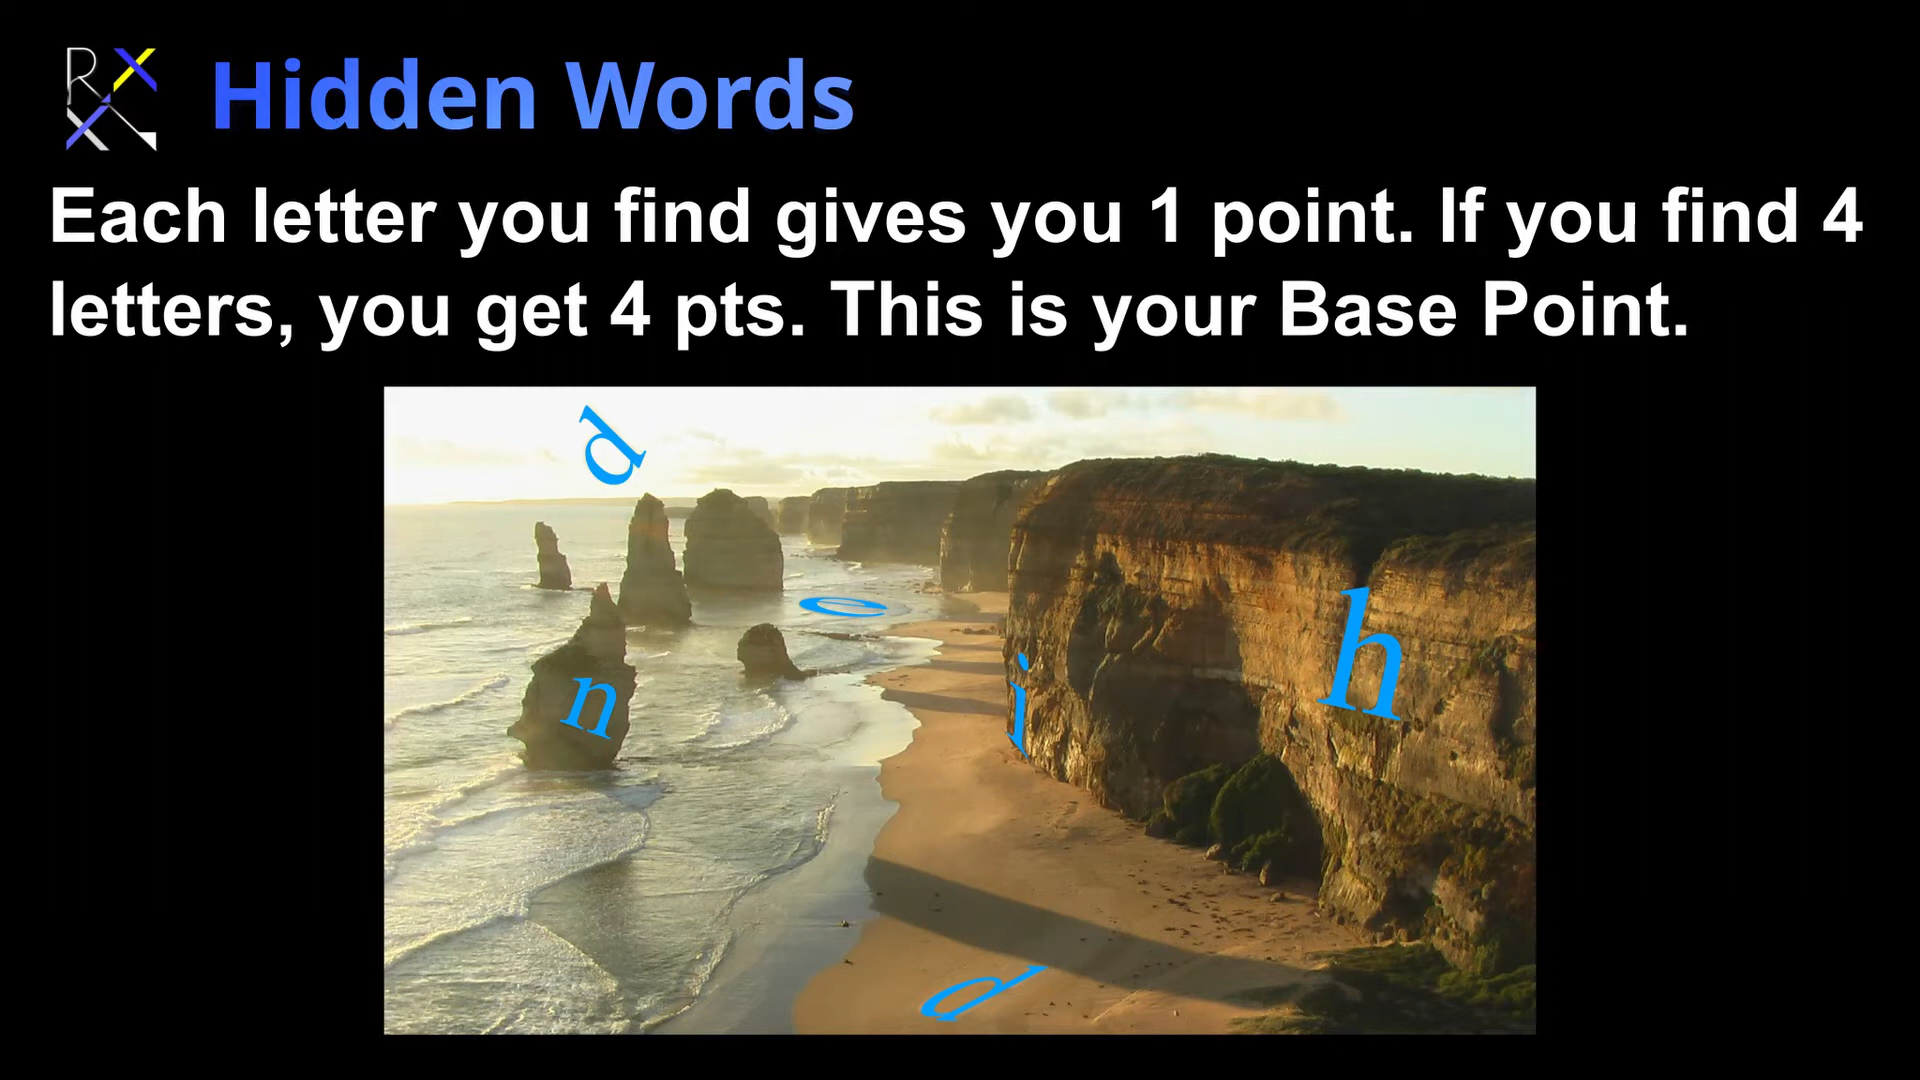 RX
Hidden Words
Each letter you find gives you 1 point. If you find 4
letters, you get 4 pts. This is your Base Point.
d
e
h
i
n
d